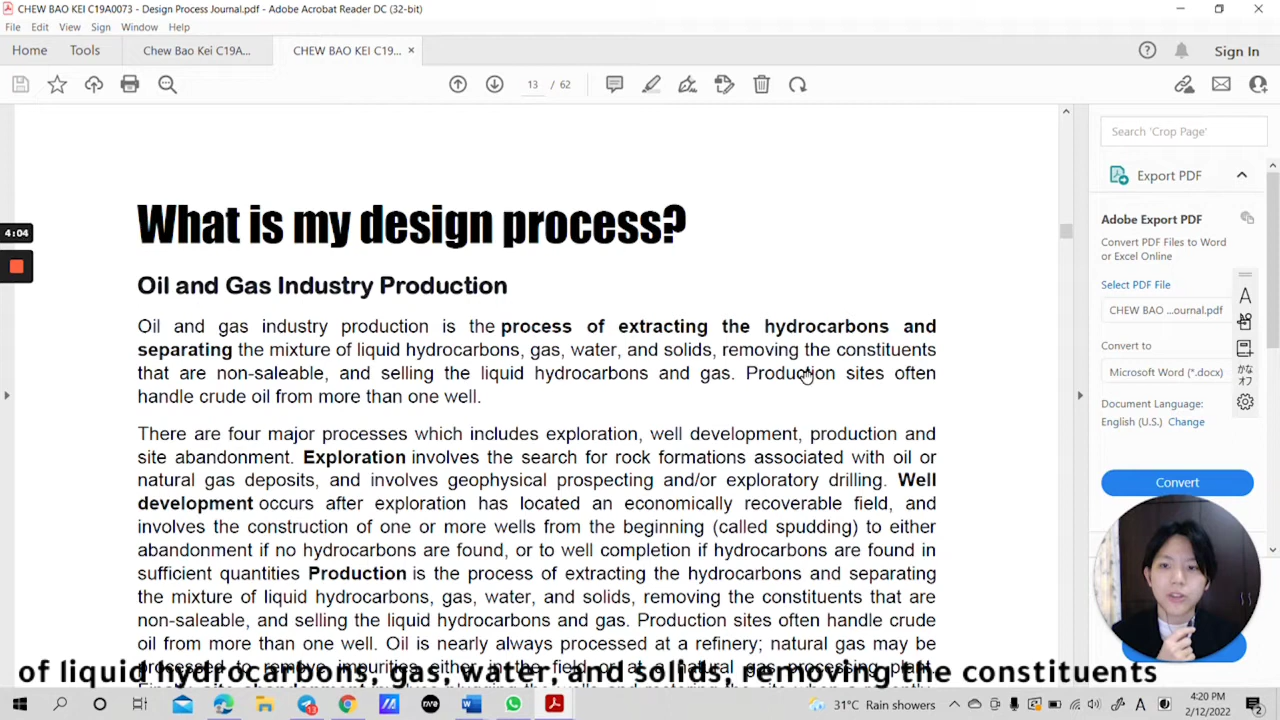 CHEW BAO KEI C19A0073 - Design Process Journal.pdf - Adobe Acrobat Reader DC (32-bit)
File Edit View Sign Window Help
Home Tools Chew Bao Kei C19A... CHEW BAO KEI C19... × Sign In
13 / 62
Search 'Crop Page'
Export PDF
Adobe Export PDF
Convert PDF Files to Word
or Excel Online
Select PDF File
CHEW BAO ...ournal.pdf
Convert to
Microsoft Word (*.docx)
Document Language:
English (U.S.) Change
Convert
4:04
What is my design process?
Oil and Gas Industry Production
Oil and gas industry production is the process of extracting the hydrocarbons and
separating the mixture of liquid hydrocarbons, gas, water, and solids, removing the constituents
that are non-saleable, and selling the liquid hydrocarbons and gas. Production sites often
handle crude oil from more than one well.
There are four major processes which includes exploration, well development, production and
site abandonment. Exploration involves the search for rock formations associated with oil or
natural gas deposits, and involves geophysical prospecting and/or exploratory drilling. Well
development occurs after exploration has located an economically recoverable field, and
involves the construction of one or more wells from the beginning (called spudding) to either
abandonment if no hydrocarbons are found, or to well completion if hydrocarbons are found in
sufficient quantities Production is the process of extracting the hydrocarbons and separating
the mixture of liquid hydrocarbons, gas, water, and solids, removing the constituents that are
non-saleable, and selling the liquid hydrocarbons and gas. Production sites often handle crude
oil from more than one well. Oil is nearly always processed at a refinery; natural gas may be
processed to remove impurities either in the field or at a natural gas processing plant.
of liquid hydrocarbons, gas, water, and solids, removing the constituents
31°C Rain showers
4:20 PM
2/12/2022